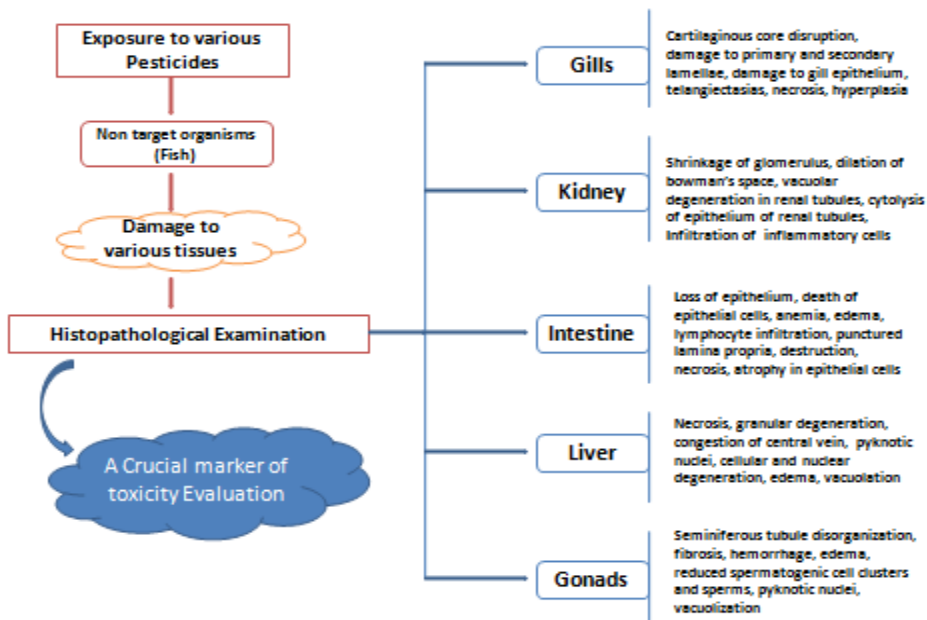 Exposure to various
Pesticides
Non target organisms
(Fish)
Damage to
various tissues
Histopathological Examination
A Crucial marker of
toxicity Evaluation
Gills
Cartilaginous core disruption,
damage to primary and secondary
lamellae, damage to gill epithelium,
telangiectasias, necrosis, hyperplasia
Kidney
Shrinkage of glomerulus, dilation of
bowman's space, vacuolar
degeneration in renal tubules, cytolysis
of epithelium of renal tubules,
Infiltration of inflammatory cells
Intestine
Loss of epithelium, death of
epithelial cells, anemia, edema,
lymphocyte infiltration, punctured
lamina propria, destruction,
necrosis, atrophy in epithelial cells
Liver
Necrosis, granular degeneration,
congestion of central vein, pyknotic
nuclei, cellular and nuclear
degeneration, edema, vacuolation
Gonads
Seminiferous tubule disorganization,
fibrosis, hemorrhage, edema,
reduced spermatogenic cell clusters
and sperms, pyknotic nuclei,
vacuolization